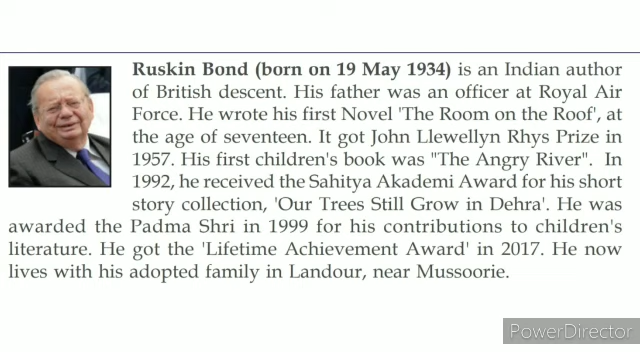 Ruskin Bond (born on 19 May 1934) is an Indian author
of British descent. His father was an officer at Royal Air
Force. He wrote his first Novel 'The Room on the Roof', at
the age of seventeen. It got John Llewellyn Rhys Prize in
1957. His first children's book was "The Angry River". In
1992, he received the Sahitya Akademi Award for his short
story collection, 'Our Trees Still Grow in Dehra'. He was
awarded the Padma Shri in 1999 for his contributions to children's
literature. He got the 'Lifetime Achievement Award' in 2017. He now
lives with his adopted family in Landour, near Mussoorie.
PowerDirector